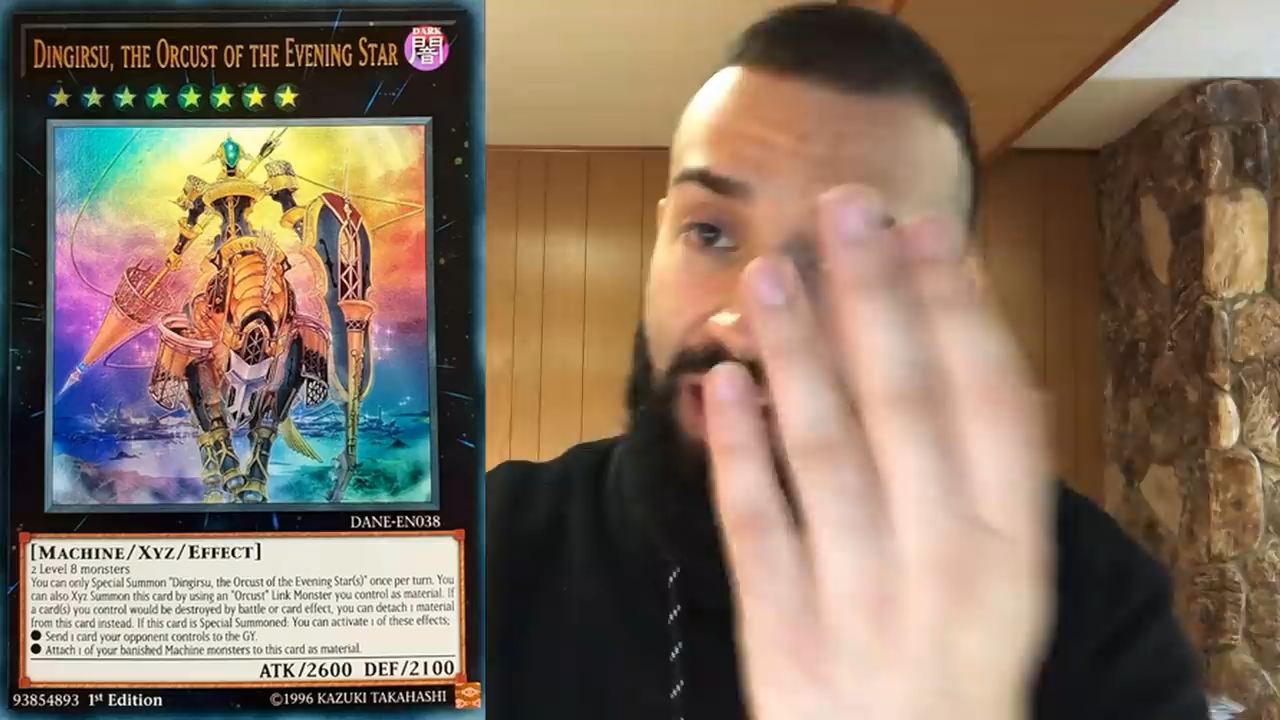 DINGIRSU, THE ORCUST OF THE EVENING STAR
DARK
闇
DANE-EN038
[MACHINE/XYZ/EFFECT]
2 Level 8 monsters
You can only Special Summon "Dingirsu, the Orcust of the Evening Star(s)" once per turn. You
can also Xyz Summon this card by using an "Orcust" Link Monster you control as material. If
a card(s) you control would be destroyed by battle or card effect, you can detach 1 material
from this card instead. If this card is Special Summoned: You can activate 1 of these effects;
● Send 1 card your opponent controls to the GY.
● Attach 1 of your banished Machine monsters to this card as material.
ATK/2600 DEF/2100
93854893 1st Edition
©1996 KAZUKI TAKAHASHI